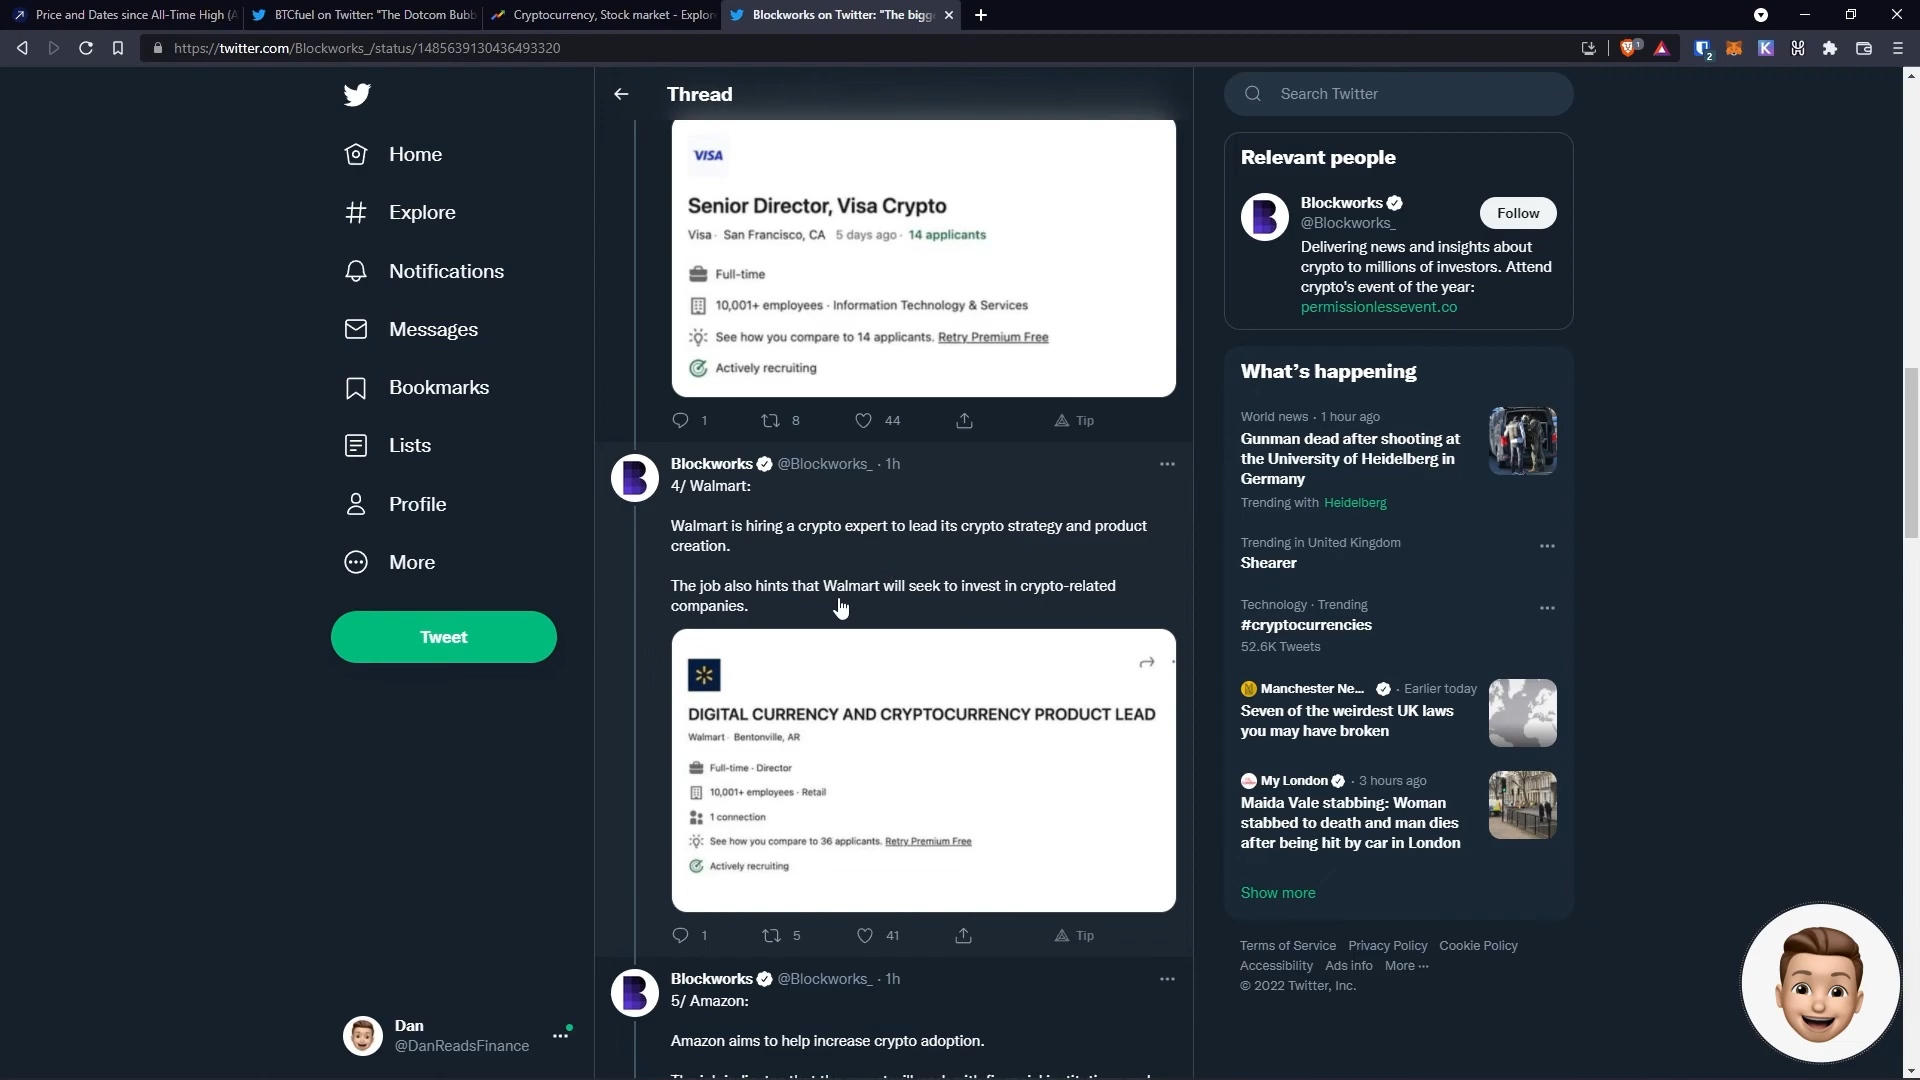 Price and Dates since All-Time High (A
BTCfuel on Twitter: "The Dotcom Bubb
Cryptocurrency, Stock market - Explor
Blockworks on Twitter: "The bigg
https://twitter.com/Blockworks_/status/1485639130436493320
1
2
K
Home
Explore
Notifications
Messages
Bookmarks
Lists
Profile
More
Tweet
Dan
@DanReadsFinance
Thread
VISA
Senior Director, Visa Crypto
Visa · San Francisco, CA 5 days ago · 14 applicants
Full-time
10,001+ employees · Information Technology & Services
See how you compare to 14 applicants. Retry Premium Free
Actively recruiting
1 8 44 Tip
Blockworks @Blockworks_ · 1h
4/ Walmart:
Walmart is hiring a crypto expert to lead its crypto strategy and product
creation.
The job also hints that Walmart will seek to invest in crypto-related
companies.
DIGITAL CURRENCY AND CRYPTOCURRENCY PRODUCT LEAD
Walmart · Bentonville, AR
Full-time · Director
10,001+ employees · Retail
1 connection
See how you compare to 36 applicants. Retry Premium Free
Actively recruiting
1 5 41 Tip
Blockworks @Blockworks_ · 1h
5/ Amazon:
Amazon aims to help increase crypto adoption.
Search Twitter
Relevant people
Blockworks
@Blockworks_
Follow
Delivering news and insights about
crypto to millions of investors. Attend
crypto's event of the year:
permissionlessevent.co
What's happening
World news · 1 hour ago
Gunman dead after shooting at
the University of Heidelberg in
Germany
Trending with Heidelberg
Trending in United Kingdom
Shearer
Technology · Trending
#cryptocurrencies
52.6K Tweets
Manchester Ne... · Earlier today
Seven of the weirdest UK laws
you may have broken
My London · 3 hours ago
Maida Vale stabbing: Woman
stabbed to death and man dies
after being hit by car in London
Show more
Terms of Service Privacy Policy Cookie Policy
Accessibility Ads info More ···
© 2022 Twitter, Inc.